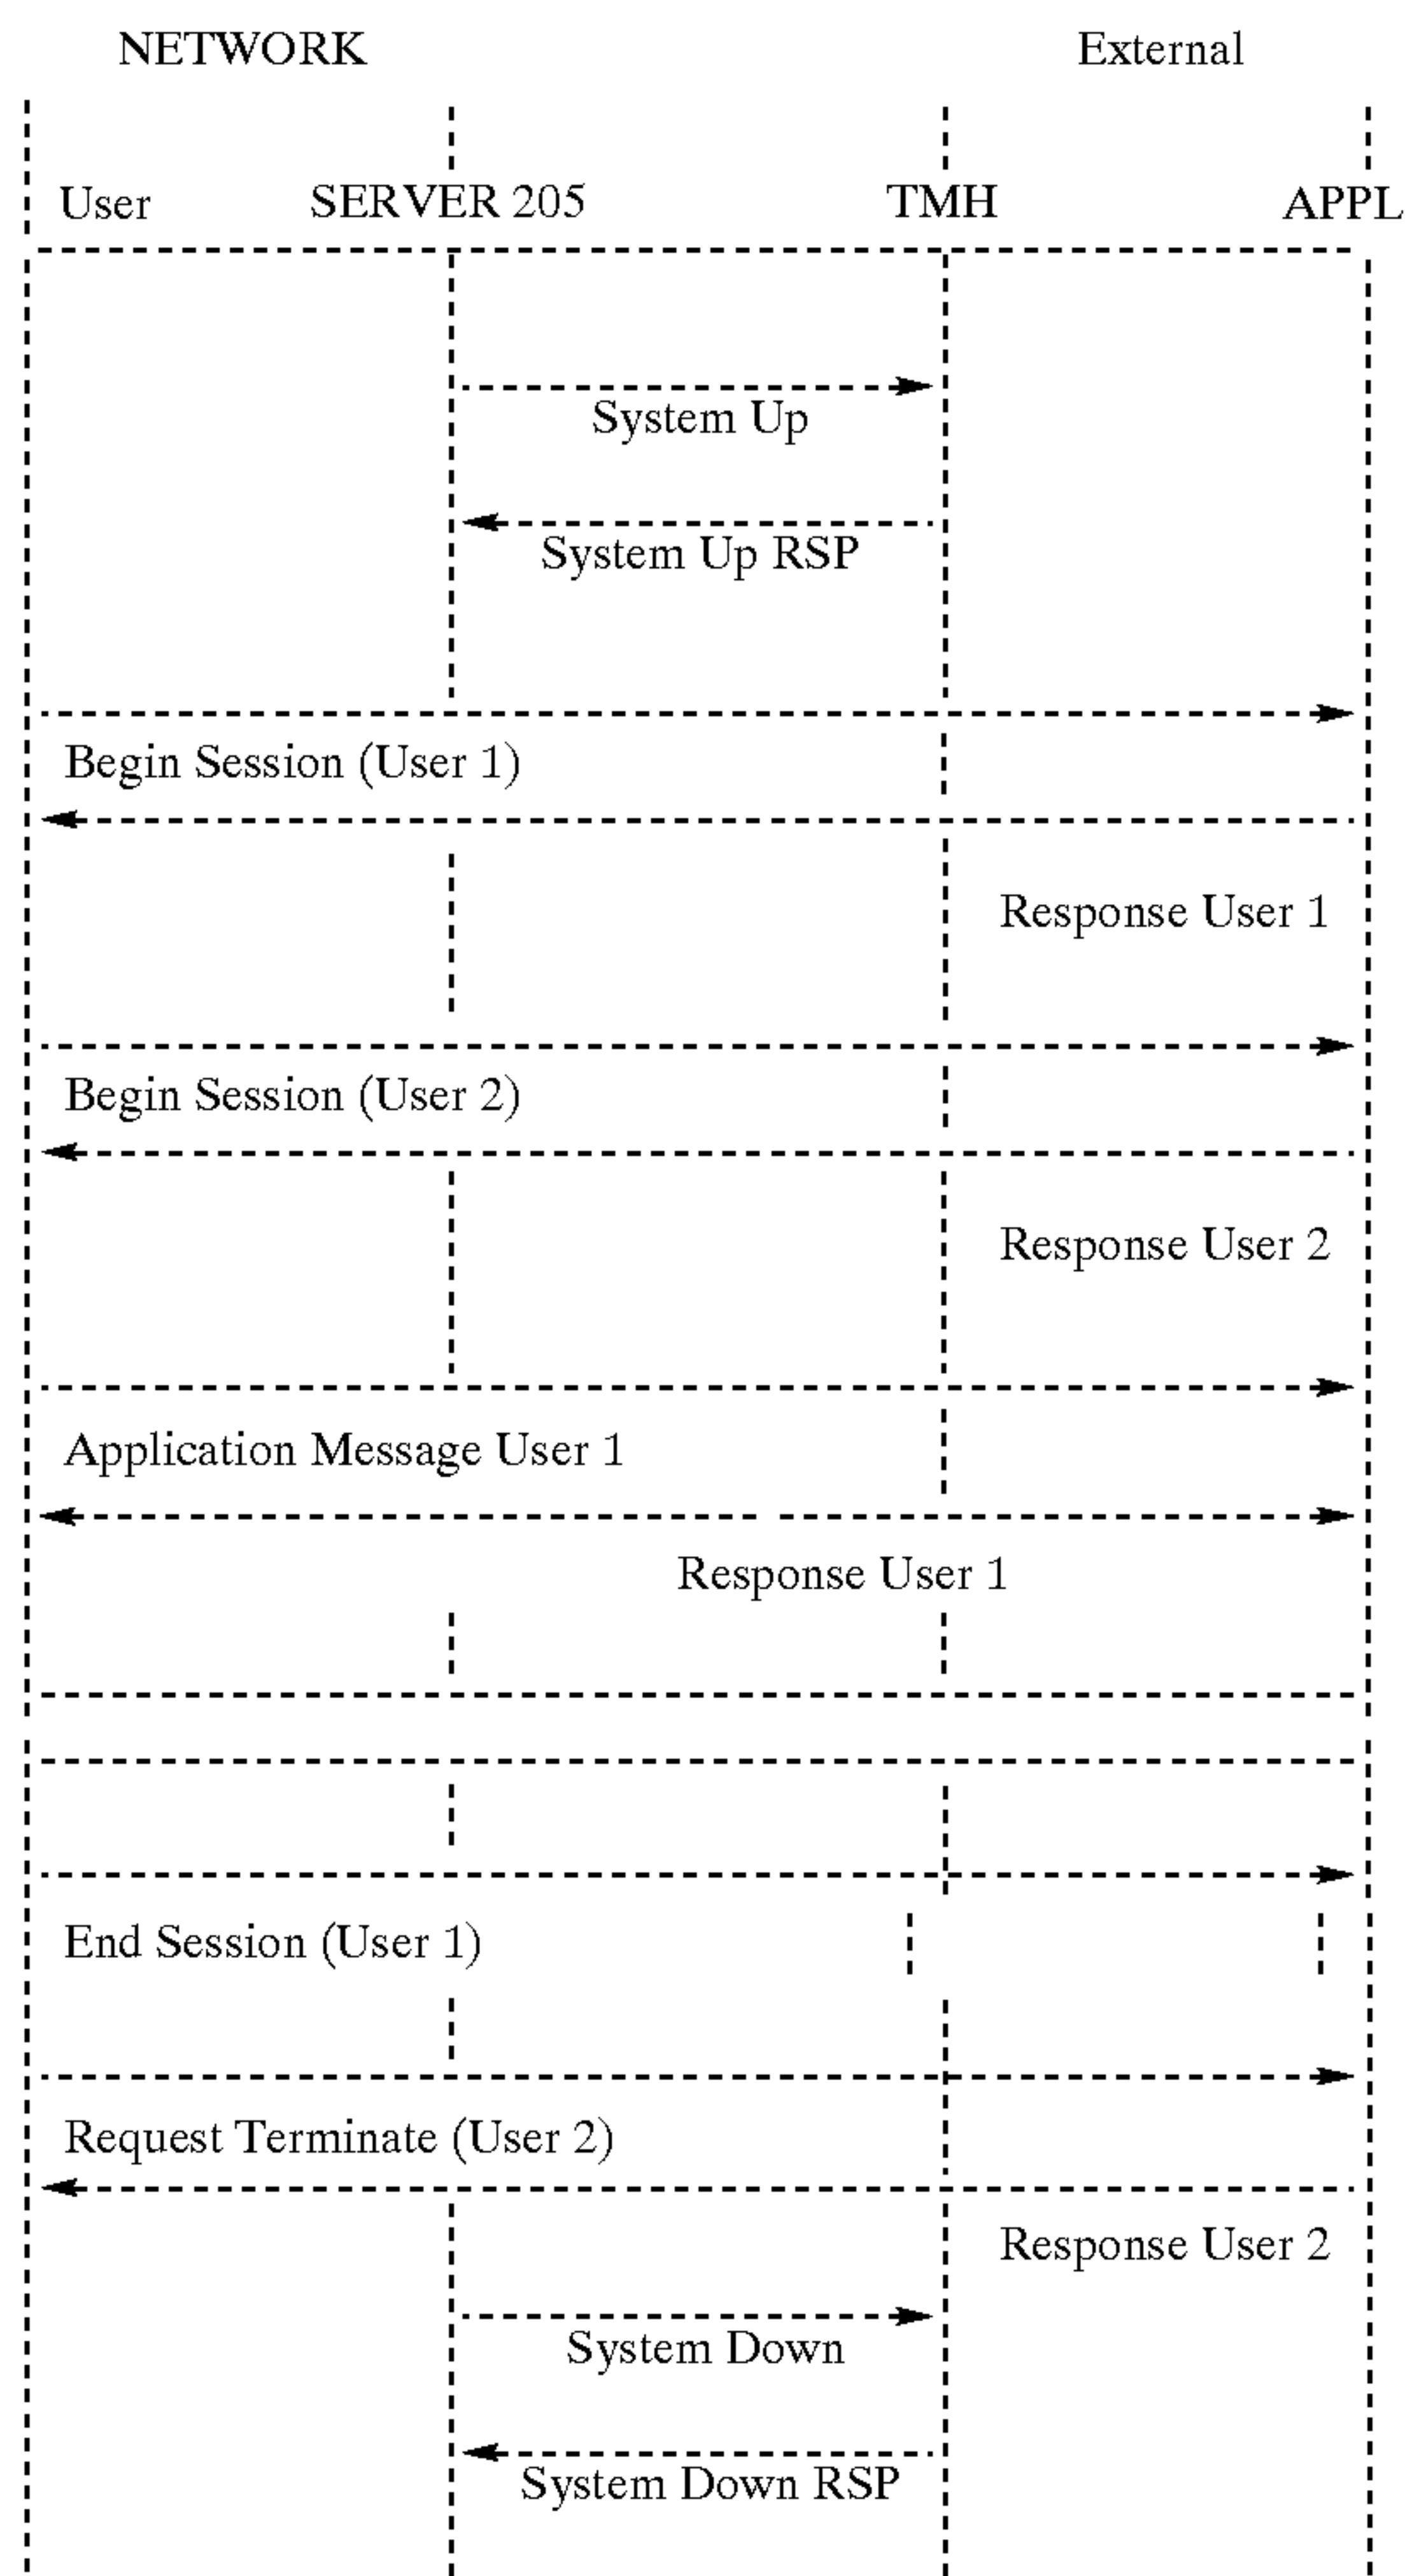 NETWORK External
User SERVER 205 TMH APPL
System Up
System Up RSP
Begin Session (User 1)
Response User 1
Begin Session (User 2)
Response User 2
Application Message User 1
Response User 1
End Session (User 1)
Request Terminate (User 2)
Response User 2
System Down
System Down RSP